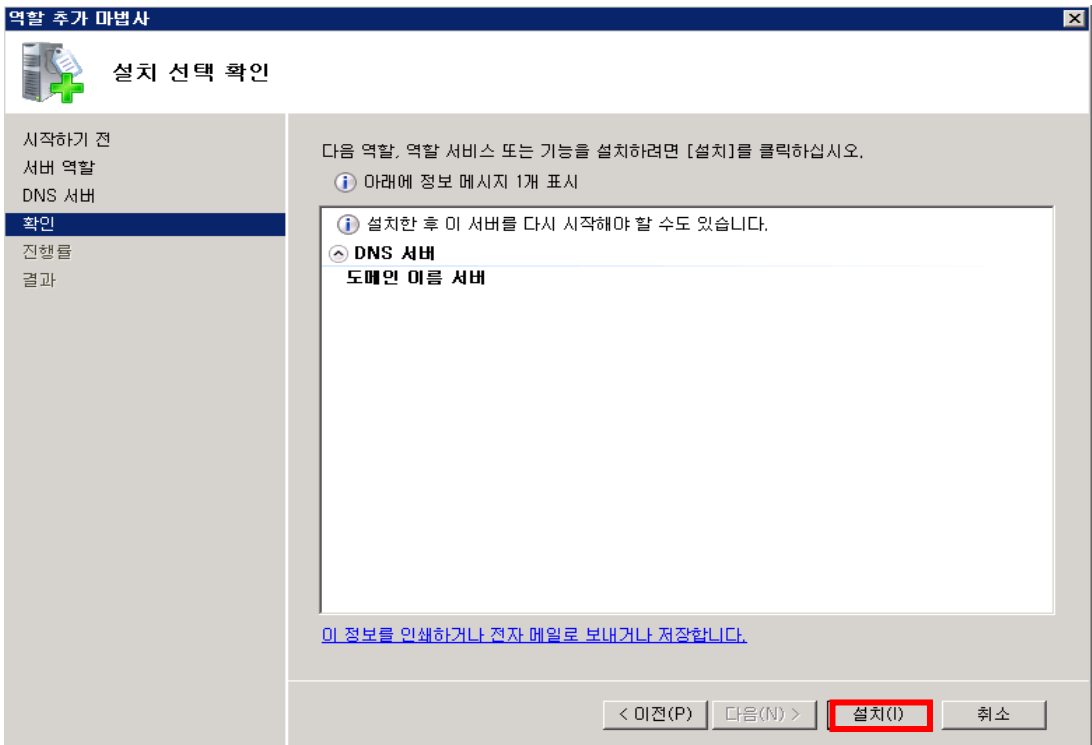 역할 추가 마법사
설치 선택 확인
시작하기 전
서버 역할
DNS 서버
확인
진행률
결과
다음 역할, 역할 서비스 또는 기능을 설치하려면 [설치]를 클릭하십시오.
아래에 정보 메시지 1개 표시
설치한 후 이 서버를 다시 시작해야 할 수도 있습니다.
DNS 서버
도메인 이름 서버
이 정보를 인쇄하거나 전자 메일로 보내거나 저장합니다.
< 이전(P)
다음(N) >
설치(I)
취소